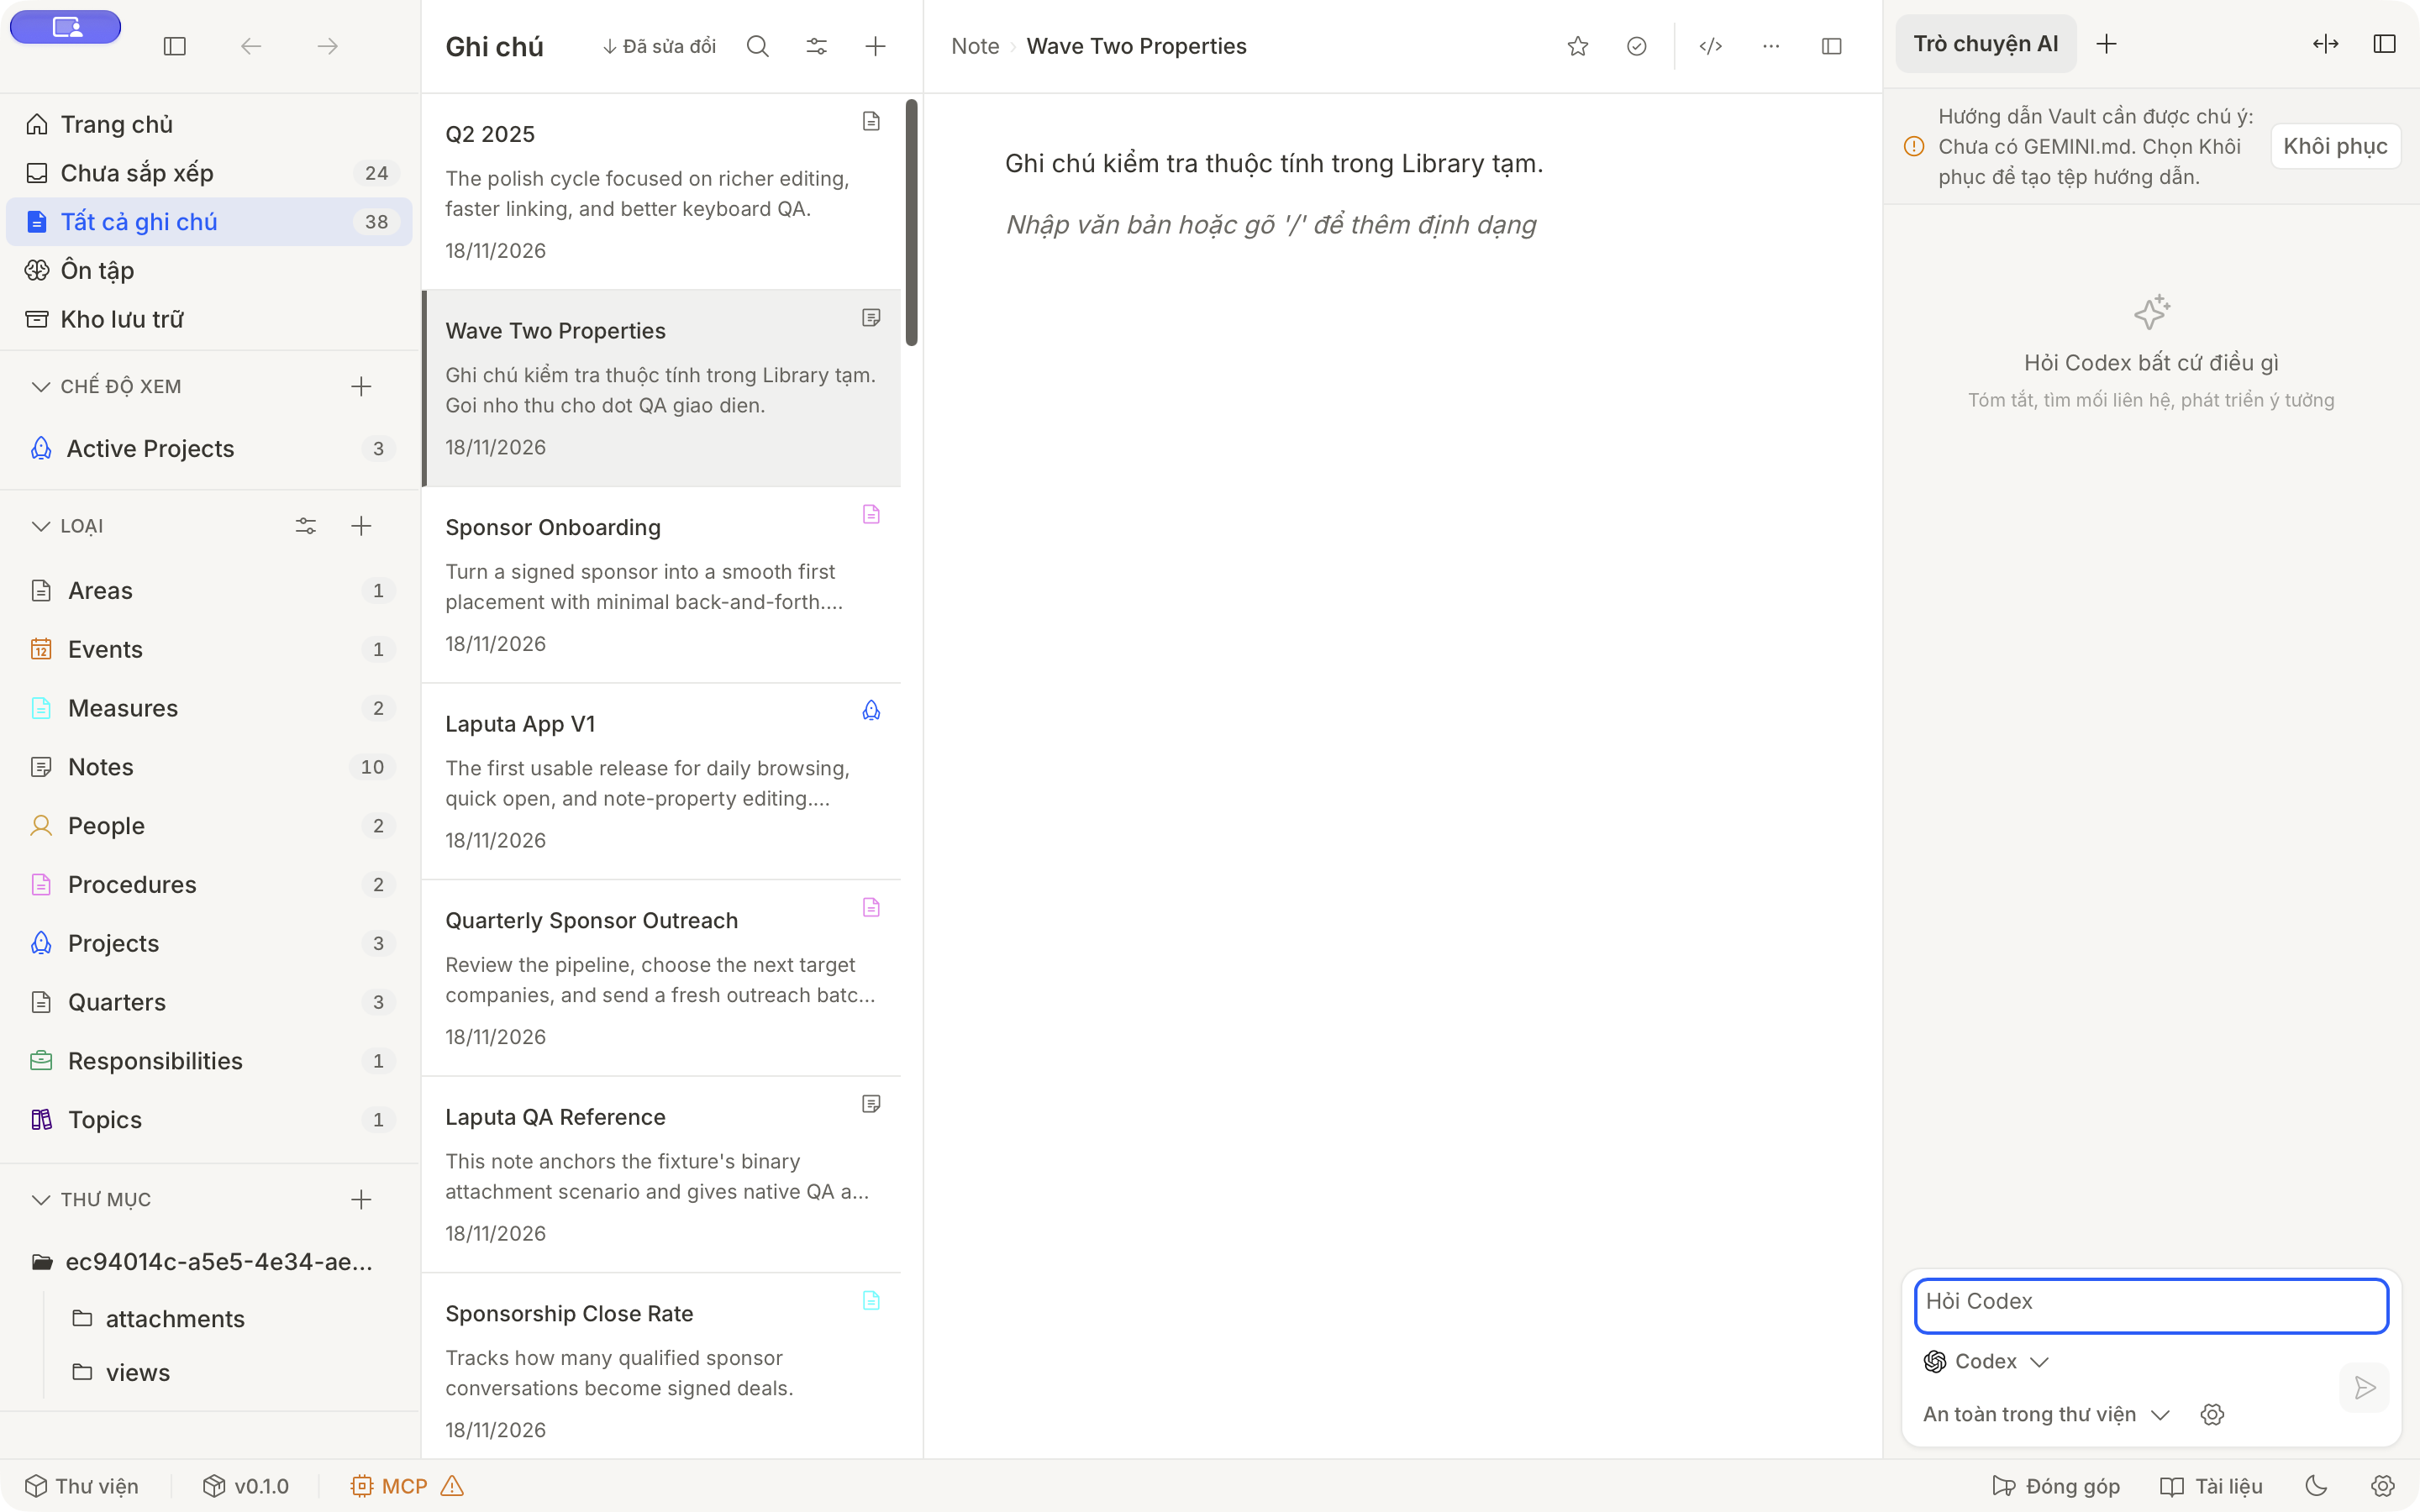 Trang chủ
Chưa sắp xếp 24
Tất cả ghi chú 38
Ôn tập
Kho lưu trữ
CHẾ ĐỘ XEM
Active Projects 3
LOẠI
Areas 1
12
Events 1
Measures 2
Notes 10
People 2
Procedures 2
Projects 3
Quarters 3
Responsibilities 1
Topics 1
THƯ MỤC
ec94014c-a5e5-4e34-ae...
attachments
views
Ghi chú
Đã sửa đổi
Q2 2025
The polish cycle focused on richer editing,
faster linking, and better keyboard QA.
18/11/2026
Wave Two Properties
Ghi chú kiểm tra thuộc tính trong Library tạm.
Goi nho thu cho dot QA giao dien.
18/11/2026
Sponsor Onboarding
Turn a signed sponsor into a smooth first
placement with minimal back-and-forth....
18/11/2026
Laputa App V1
The first usable release for daily browsing,
quick open, and note-property editing....
18/11/2026
Quarterly Sponsor Outreach
Review the pipeline, choose the next target
companies, and send a fresh outreach batc...
18/11/2026
Laputa QA Reference
This note anchors the fixture's binary
attachment scenario and gives native QA a...
18/11/2026
Sponsorship Close Rate
Tracks how many qualified sponsor
conversations become signed deals.
18/11/2026
Note › Wave Two Properties
Ghi chú kiểm tra thuộc tính trong Library tạm.
Nhập văn bản hoặc gõ '/' để thêm định dạng
Trò chuyện AI
Hướng dẫn Vault cần được chú ý:
Chưa có GEMINI.md. Chọn Khôi
phục để tạo tệp hướng dẫn.
Khôi phục
Hỏi Codex bất cứ điều gì
Tóm tắt, tìm mối liên hệ, phát triển ý tưởng
Hỏi Codex
Codex
An toàn trong thư viện
Thư viện
v0.1.0
MCP
Đóng góp
Tài liệu